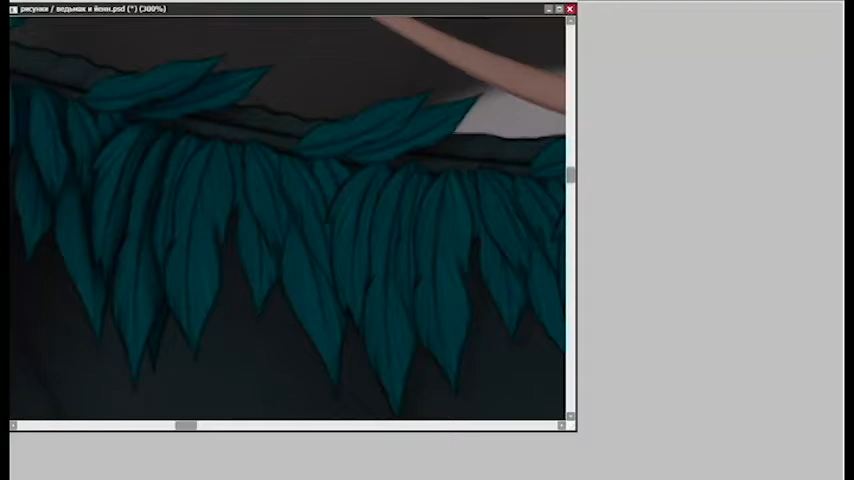 рисунки / ведьмак и йенн.psd (*) (300%)